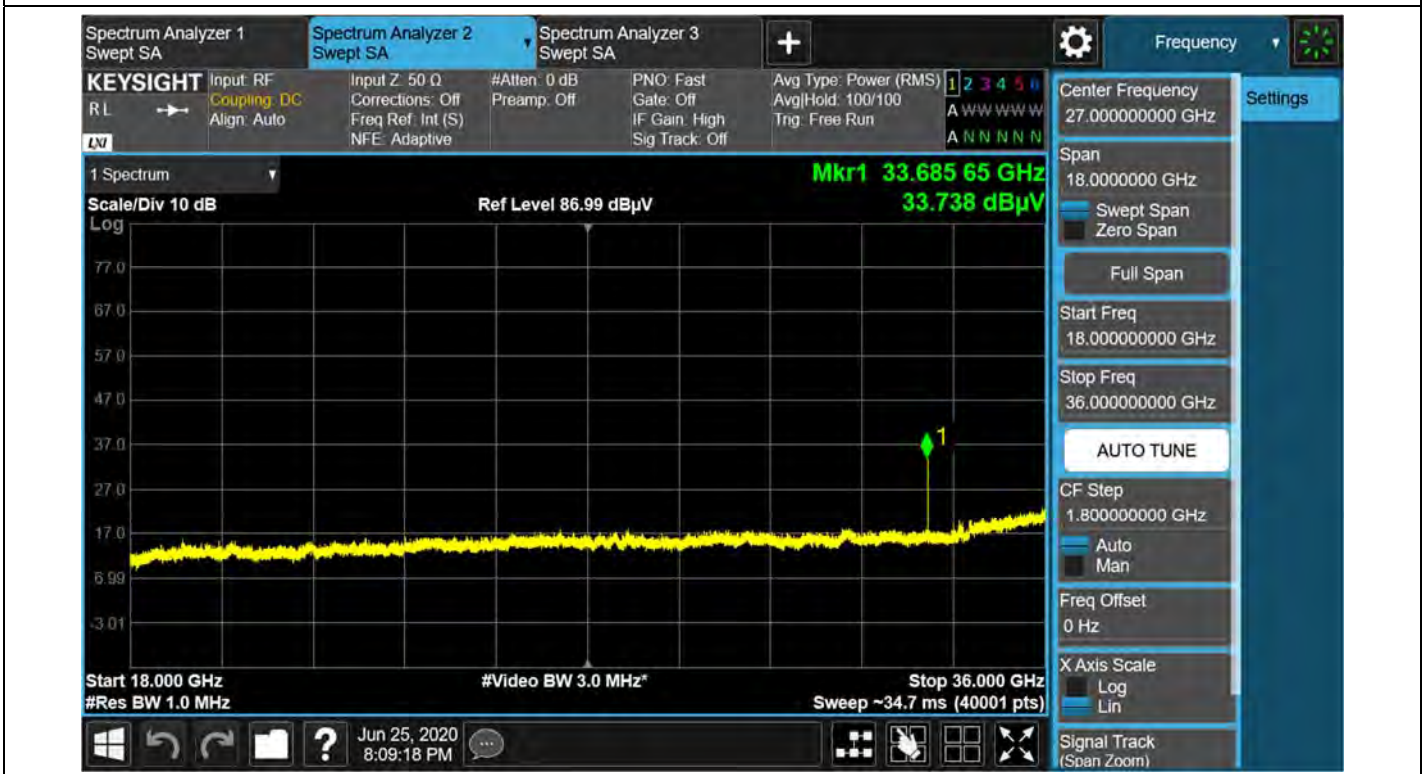 Spectrum Analyzer 1
Swept SA
Spectrum Analyzer 2
Swept SA
Spectrum Analyzer 3
Swept SA
+
Frequency
KEYSIGHT
R L
LXI
Input: RF
Coupling: DC
Align: Auto
Input Z: 50 Ω
Corrections: Off
Freq Ref: Int (S)
NFE: Adaptive
#Atten: 0 dB
Preamp: Off
PNO: Fast
Gate: Off
IF Gain: High
Sig Track: Off
Avg Type: Power (RMS)
Avg|Hold: 100/100
Trig: Free Run
1 2 3 4 5 6
A W W W W W
A N N N N N
1 Spectrum
Scale/Div 10 dB
Log
Ref Level 86.99 dBµV
Mkr1 33.685 65 GHz
33.738 dBµV
77.0
67.0
57.0
47.0
37.0
27.0
17.0
6.99
-3.01
1
Start 18.000 GHz
#Res BW 1.0 MHz
#Video BW 3.0 MHz*
Stop 36.000 GHz
Sweep ~34.7 ms (40001 pts)
Center Frequency
27.000000000 GHz
Settings
Span
18.0000000 GHz
Swept Span
Zero Span
Full Span
Start Freq
18.000000000 GHz
Stop Freq
36.000000000 GHz
AUTO TUNE
CF Step
1.800000000 GHz
Auto
Man
Freq Offset
0 Hz
X Axis Scale
Log
Lin
Signal Track
(Span Zoom)
?
Jun 25, 2020
8:09:18 PM